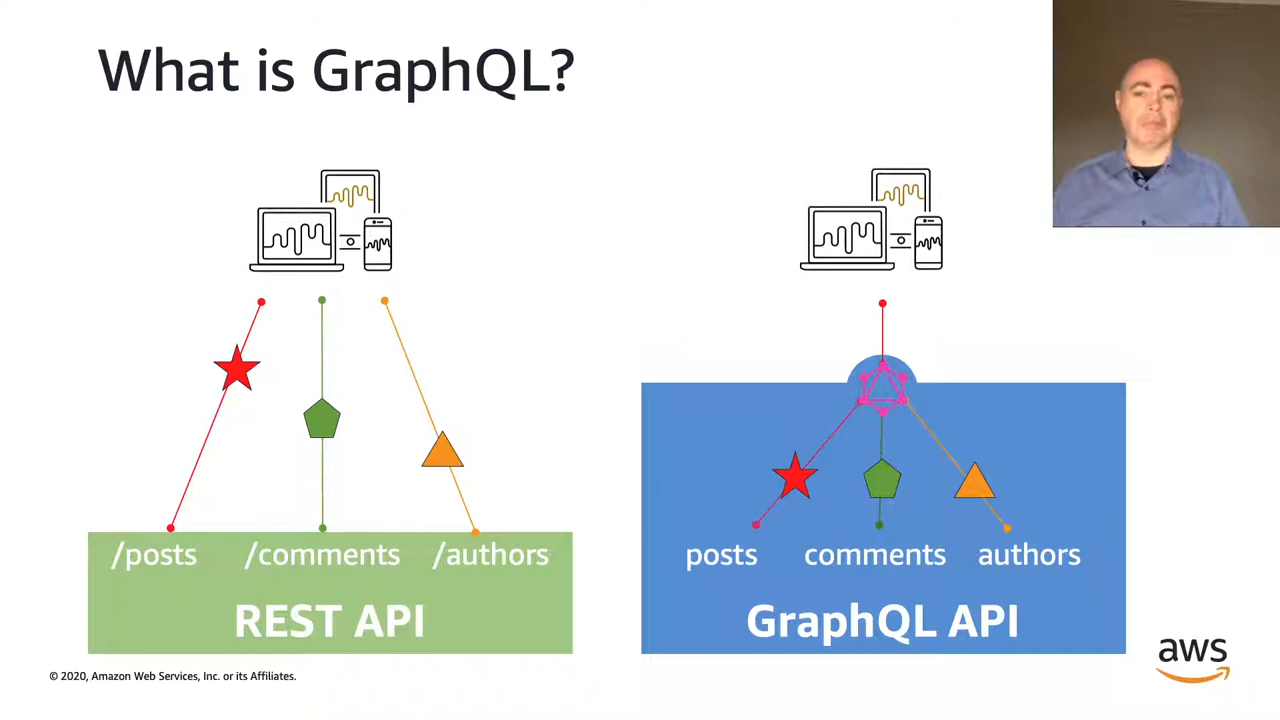 What is GraphQL?
/posts /comments /authors
REST API
posts comments authors
GraphQL API
© 2020, Amazon Web Services, Inc. or its Affiliates.
aws